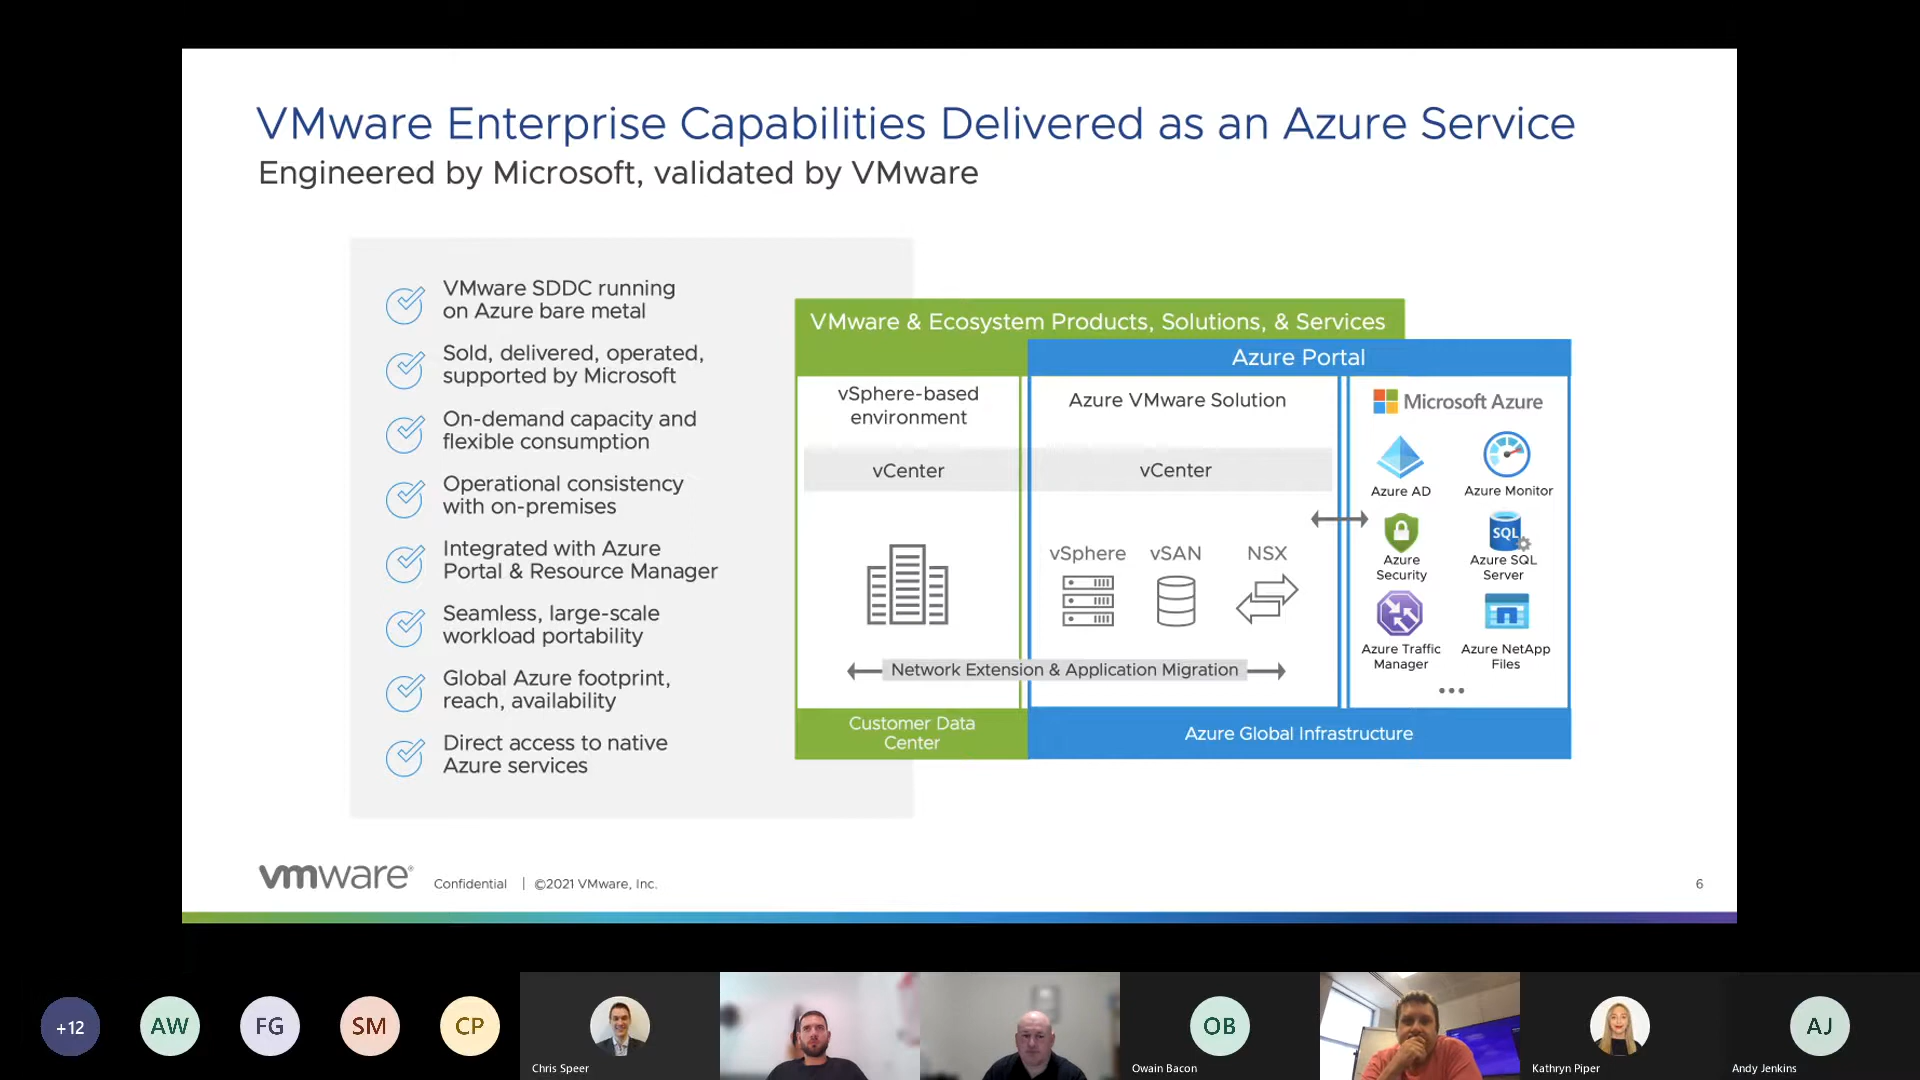 VMware Enterprise Capabilities Delivered as an Azure Service
Engineered by Microsoft, validated by VMware
VMware SDDC running
on Azure bare metal
Sold, delivered, operated,
supported by Microsoft
On-demand capacity and
flexible consumption
Operational consistency
with on-premises
Integrated with Azure
Portal & Resource Manager
Seamless, large-scale
workload portability
Global Azure footprint,
reach, availability
Direct access to native
Azure services
VMware & Ecosystem Products, Solutions, & Services
Azure Portal
vSphere-based
environment
vCenter
Azure VMware Solution
vCenter
vSphere
vSAN
NSX
Network Extension & Application Migration
Customer Data
Center
Microsoft Azure
Azure AD
Azure Monitor
Azure
Security
SQL
Azure SQL
Server
Azure Traffic
Manager
Azure NetApp
Files
Azure Global Infrastructure
vmware®
Confidential | ©2021 VMware, Inc.
6
+12
AW
FG
SM
CP
Chris Speer
OB
Owain Bacon
Kathryn Piper
AJ
Andy Jenkins